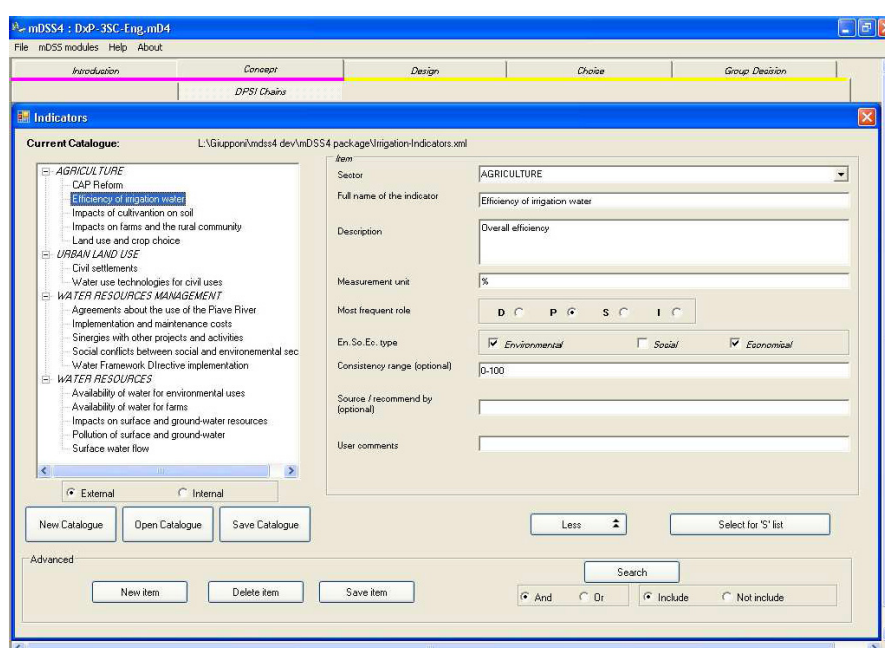 mDSS4 : DxP-3SC-Eng.mD4
File mDSS modules Help About
Introduction Concept Design Choice Group Decision
DPSI Chains
Indicators
Current Catalogue: L:\Giupponi\mdss4 dev\mDSS4 package\Irrigation-Indicators.xml
AGRICULTURE
CAP Reform
Efficiency of irrigation water
Impacts of cultivantion on soil
Impacts on farms and the rural community
Land use and crop choice
URBAN LAND USE
Civil settlements
Water use technologies for civil uses
WATER RESOURCES MANAGEMENT
Agreements about the use of the Piave River
Implementation and maintenance costs
Sinergies with other projects and activities
Social conflicts between social and environemental sec
Water Framework DIrective implementation
WATER RESOURCES
Availability of water for environmental uses
Availability of water for farms
Impacts on surface and ground-water resources
Pollution of surface and ground-water
Surface water flow
External Internal
New Catalogue Open Catalogue Save Catalogue
Item
Sector AGRICULTURE
Full name of the indicator Efficiency of irrigation water
Description Overall efficiency
Measurement unit %
Most frequent role D P S I
En.So.Ec. type Environmental Social Economical
Consistency range (optional) 0-100
Source / recommend by
(optional)
User comments
Less Select for 'S' list
Advanced
New item Delete item Save item
Search
And Or Include Not include